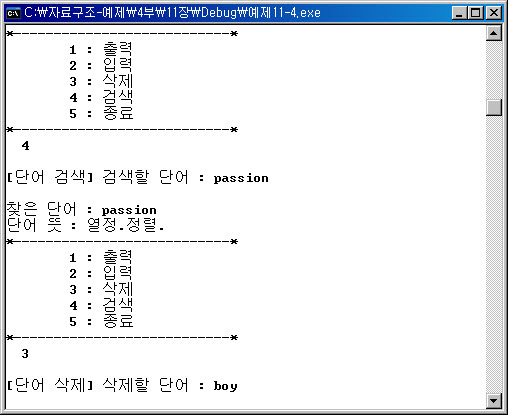 C:\자료구조-예제\4부\11장\Debug\예제11-4.exe
*---------------------------*
1 : 출력
2 : 입력
3 : 삭제
4 : 검색
5 : 종료
*---------------------------*
4
[단어 검색] 검색할 단어 : passion
찾은 단어 : passion
단어 뜻 : 열정.정렬.
*---------------------------*
1 : 출력
2 : 입력
3 : 삭제
4 : 검색
5 : 종료
*---------------------------*
3
[단어 삭제] 삭제할 단어 : boy